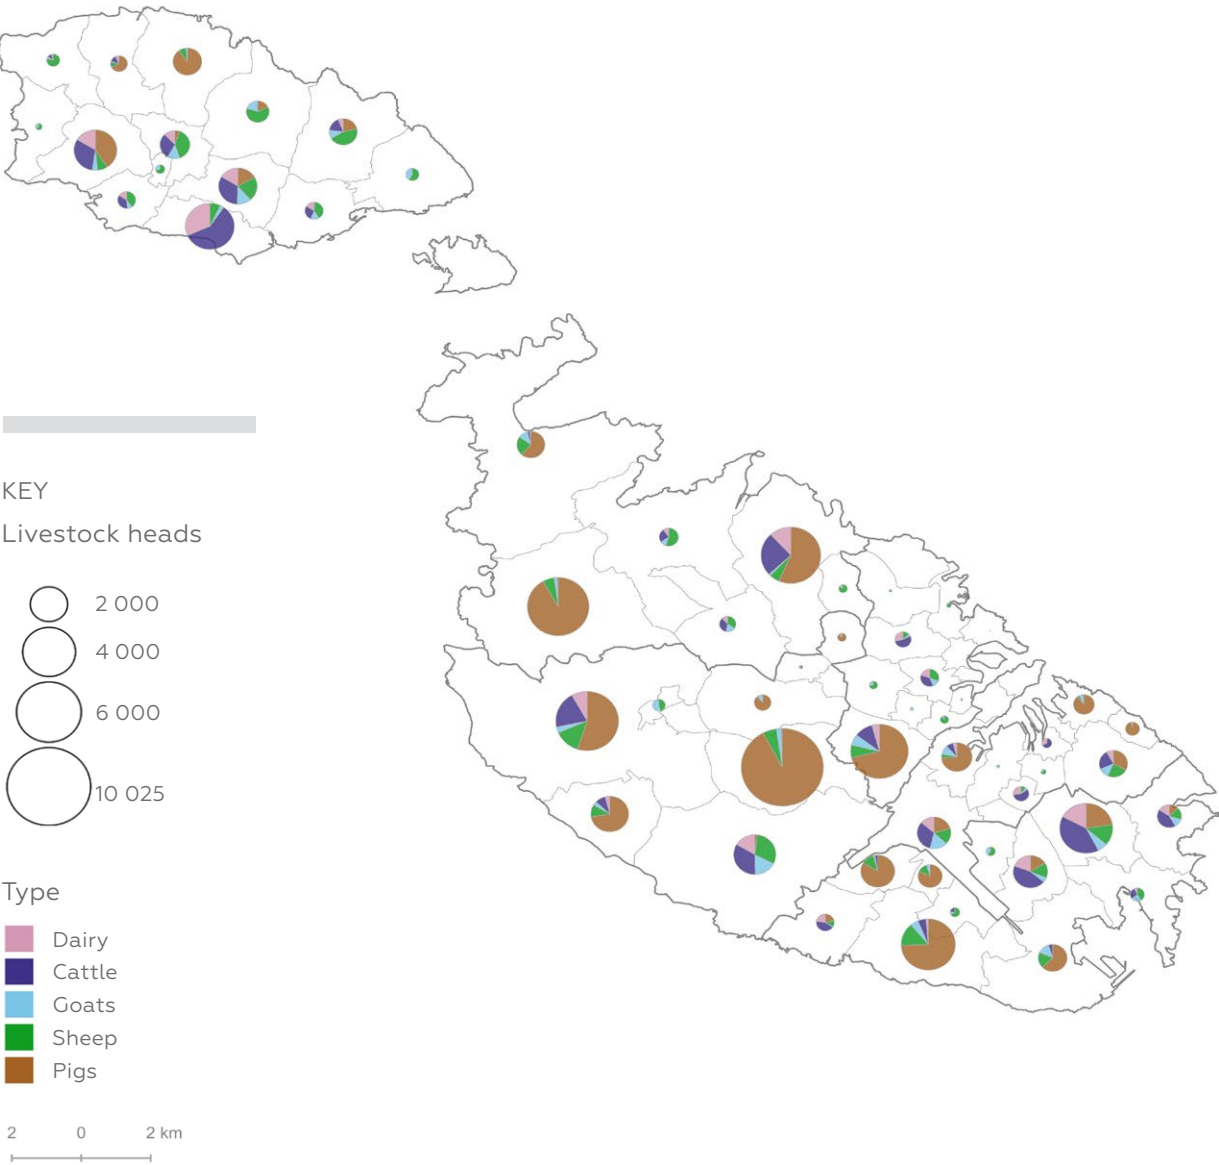 KEY
Livestock heads
2 000
4 000
6 000
10 025
Type
Dairy
Cattle
Goats
Sheep
Pigs
2 0 2 km